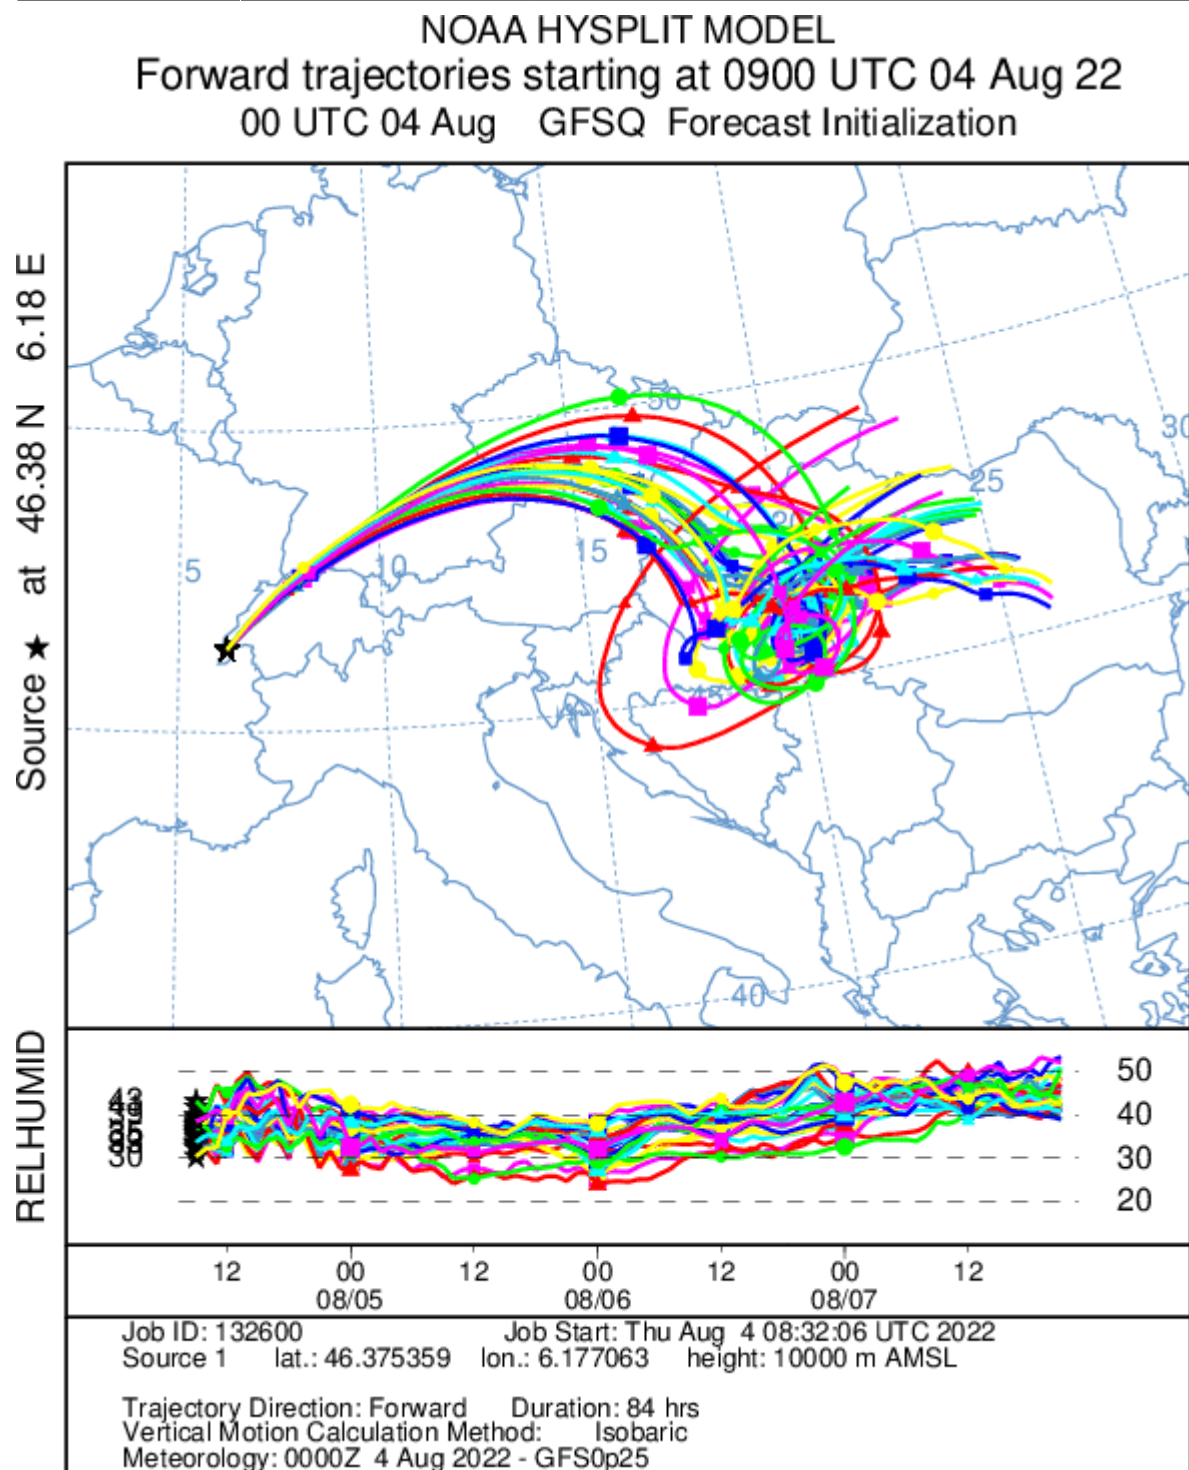 NOAA HYSPLIT MODEL
Forward trajectories starting at 0900 UTC 04 Aug 22
00 UTC 04 Aug GFSQ Forecast Initialization
Source ★ at 46.38 N 6.18 E
50
30
25
20
5
10
15
45
40
RELHUMID
43
30
50
40
30
20
12 00 12 00 12 00 12
08/05 08/06 08/07
Job ID: 132600 Job Start: Thu Aug 4 08:32:06 UTC 2022
Source 1 lat.: 46.375359 lon.: 6.177063 height: 10000 m AMSL
Trajectory Direction: Forward Duration: 84 hrs
Vertical Motion Calculation Method: Isobaric
Meteorology: 0000Z 4 Aug 2022 - GFS0p25